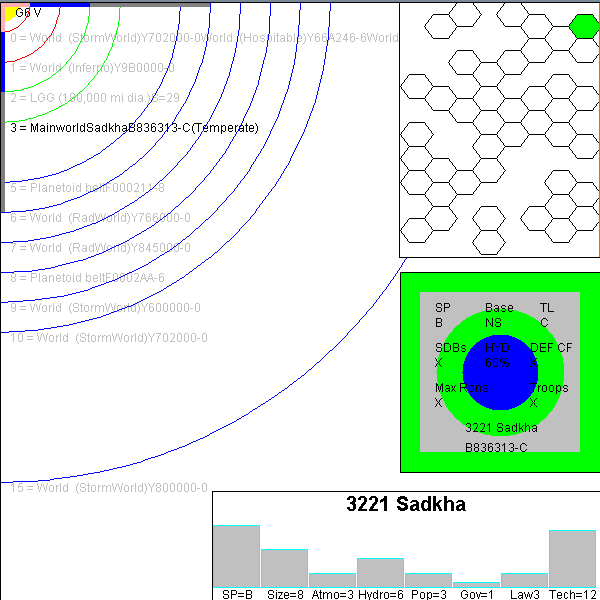 G6 V
0 = World (StormWorld)Y702000-0World (Hospitable)Y66A246-6World
1 = World (Inferno)Y9B0000-0
2 = LGG (180,000 mi dia.)S=29
3 = MainworldSadkhaB836313-C(Temperate)
5 = Planetoid beltF000211-8
6 = World (RadWorld)Y766000-0
7 = World (RadWorld)Y845000-0
8 = Planetoid beltF0002AA-6
9 = World (StormWorld)Y600000-0
10 = World (StormWorld)Y702000-0
15 = World (StormWorld)Y800000-0
SP Base TL
B NS C
SDBs HYD DEF CF
X 60% X
Max Troops
X X
3221 Sadkha
B836313-C
3221 Sadkha
SP=B Size=8 Atmo=3 Hydro=6 Pop=3 Gov=1 Law3 Tech=12